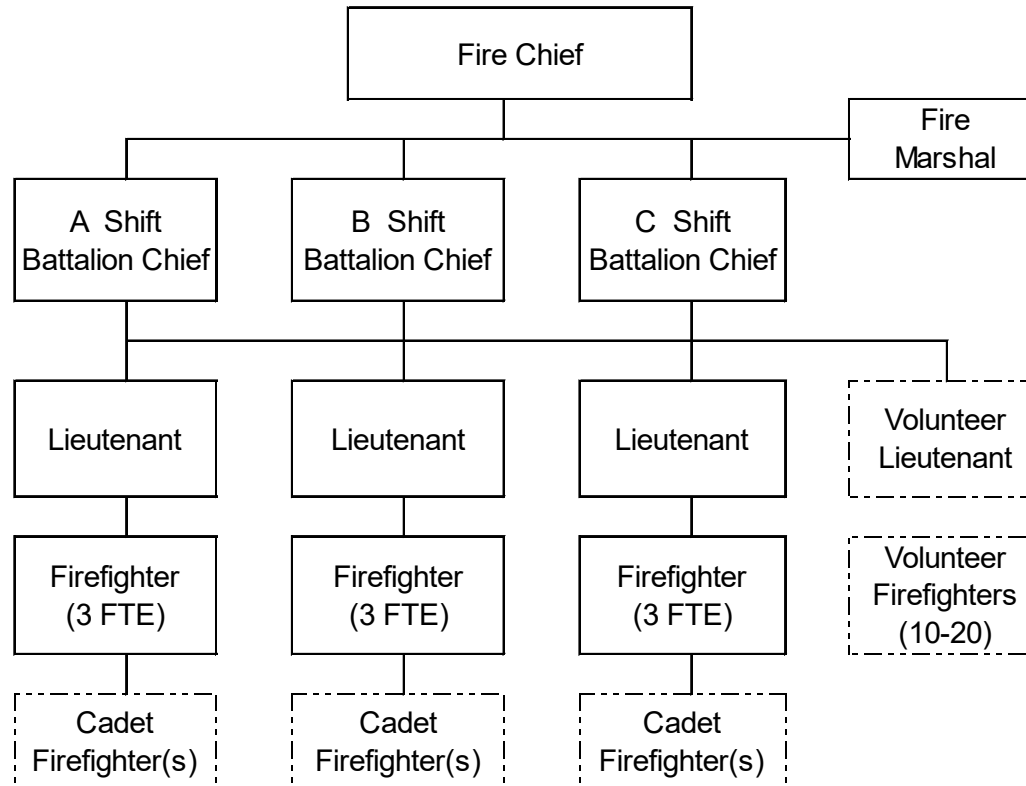 Fire Chief
Fire
Marshal
A Shift
Battalion Chief
B Shift
Battalion Chief
C Shift
Battalion Chief
Lieutenant
Lieutenant
Lieutenant
Volunteer
Lieutenant
Firefighter
(3 FTE)
Firefighter
(3 FTE)
Firefighter
(3 FTE)
Volunteer
Firefighters
(10-20)
Cadet
Firefighter(s)
Cadet
Firefighter(s)
Cadet
Firefighter(s)